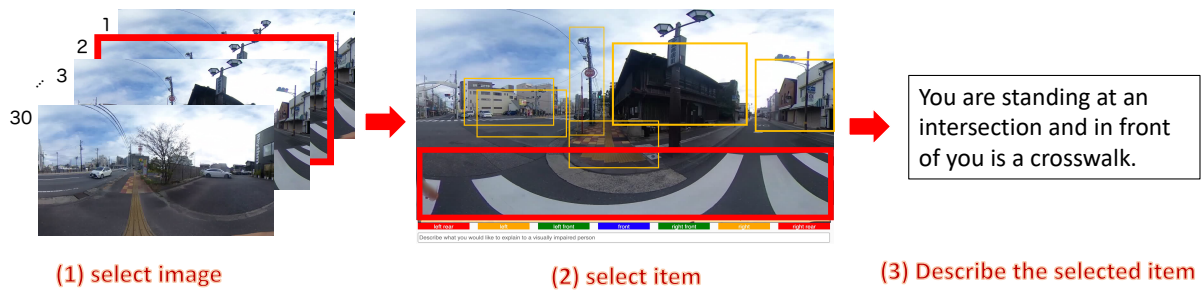 1
2
...
3
30
left rear
left
left front
front
right front
right
right rear
Describe what you would like to explain to a visually impaired person
You are standing at an
intersection and in front
of you is a crosswalk.
(1) select image
(2) select item
(3) Describe the selected item